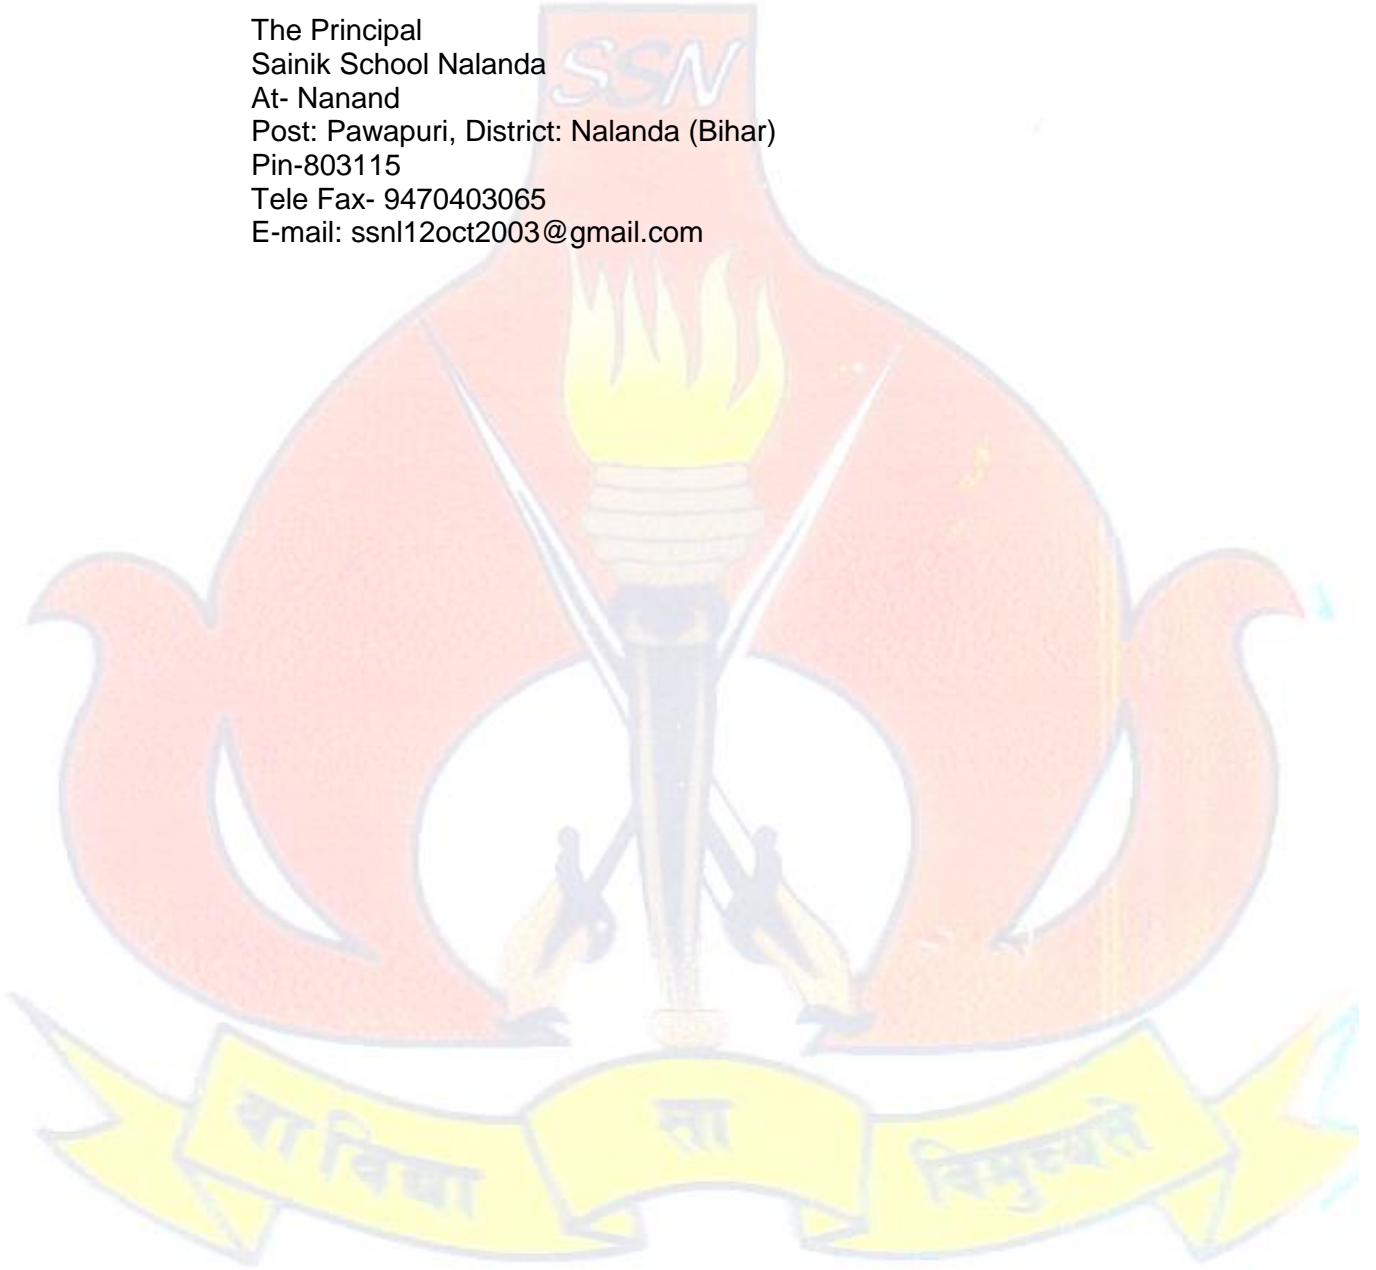 SSN
The Principal
Sainik School Nalanda
At- Nanand
Post: Pawapuri, District: Nalanda (Bihar)
Pin-803115
Tele Fax- 9470403065
E-mail: ssnl12oct2003@gmail.com
या विद्या सा विमुच्यते